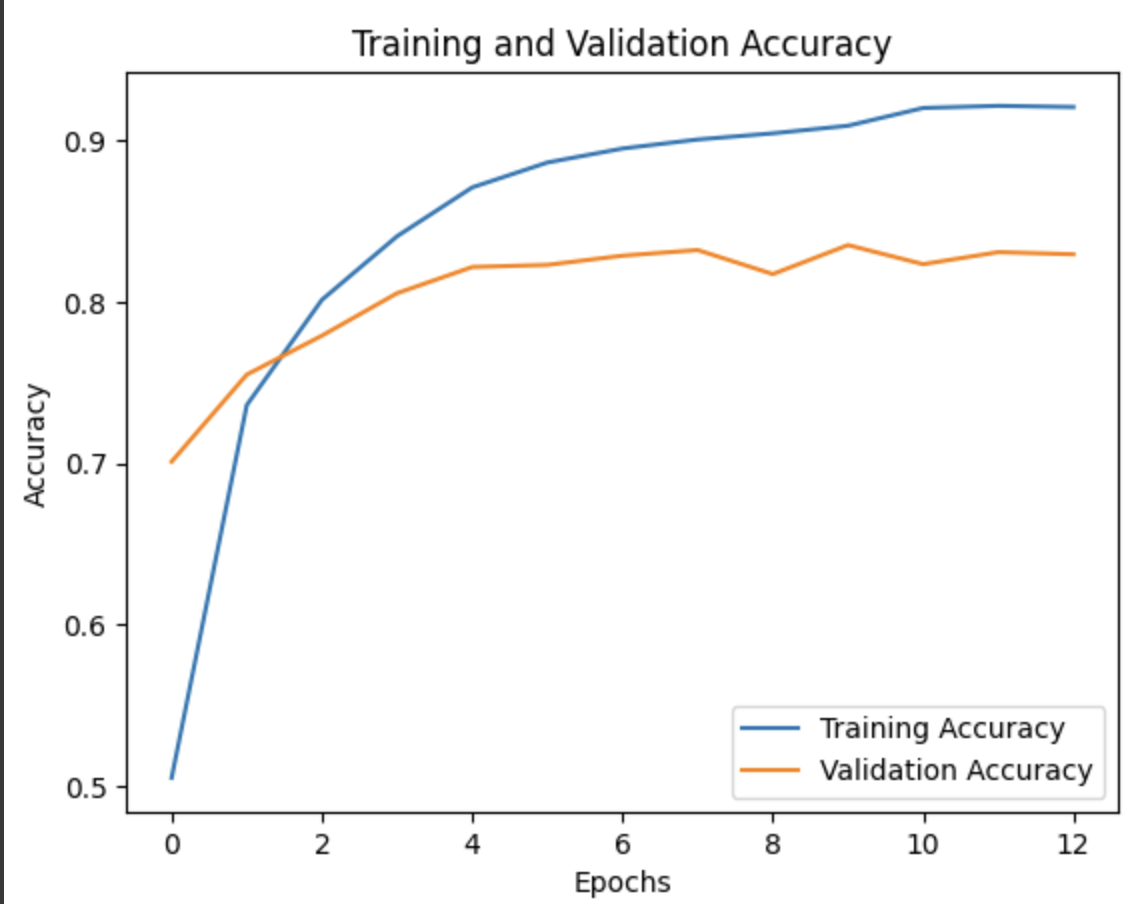 Training and Validation Accuracy
0.9
0.8
0.7
0.6
0.5
Accuracy
Training Accuracy
Validation Accuracy
0 2 4 6 8 10 12
Epochs